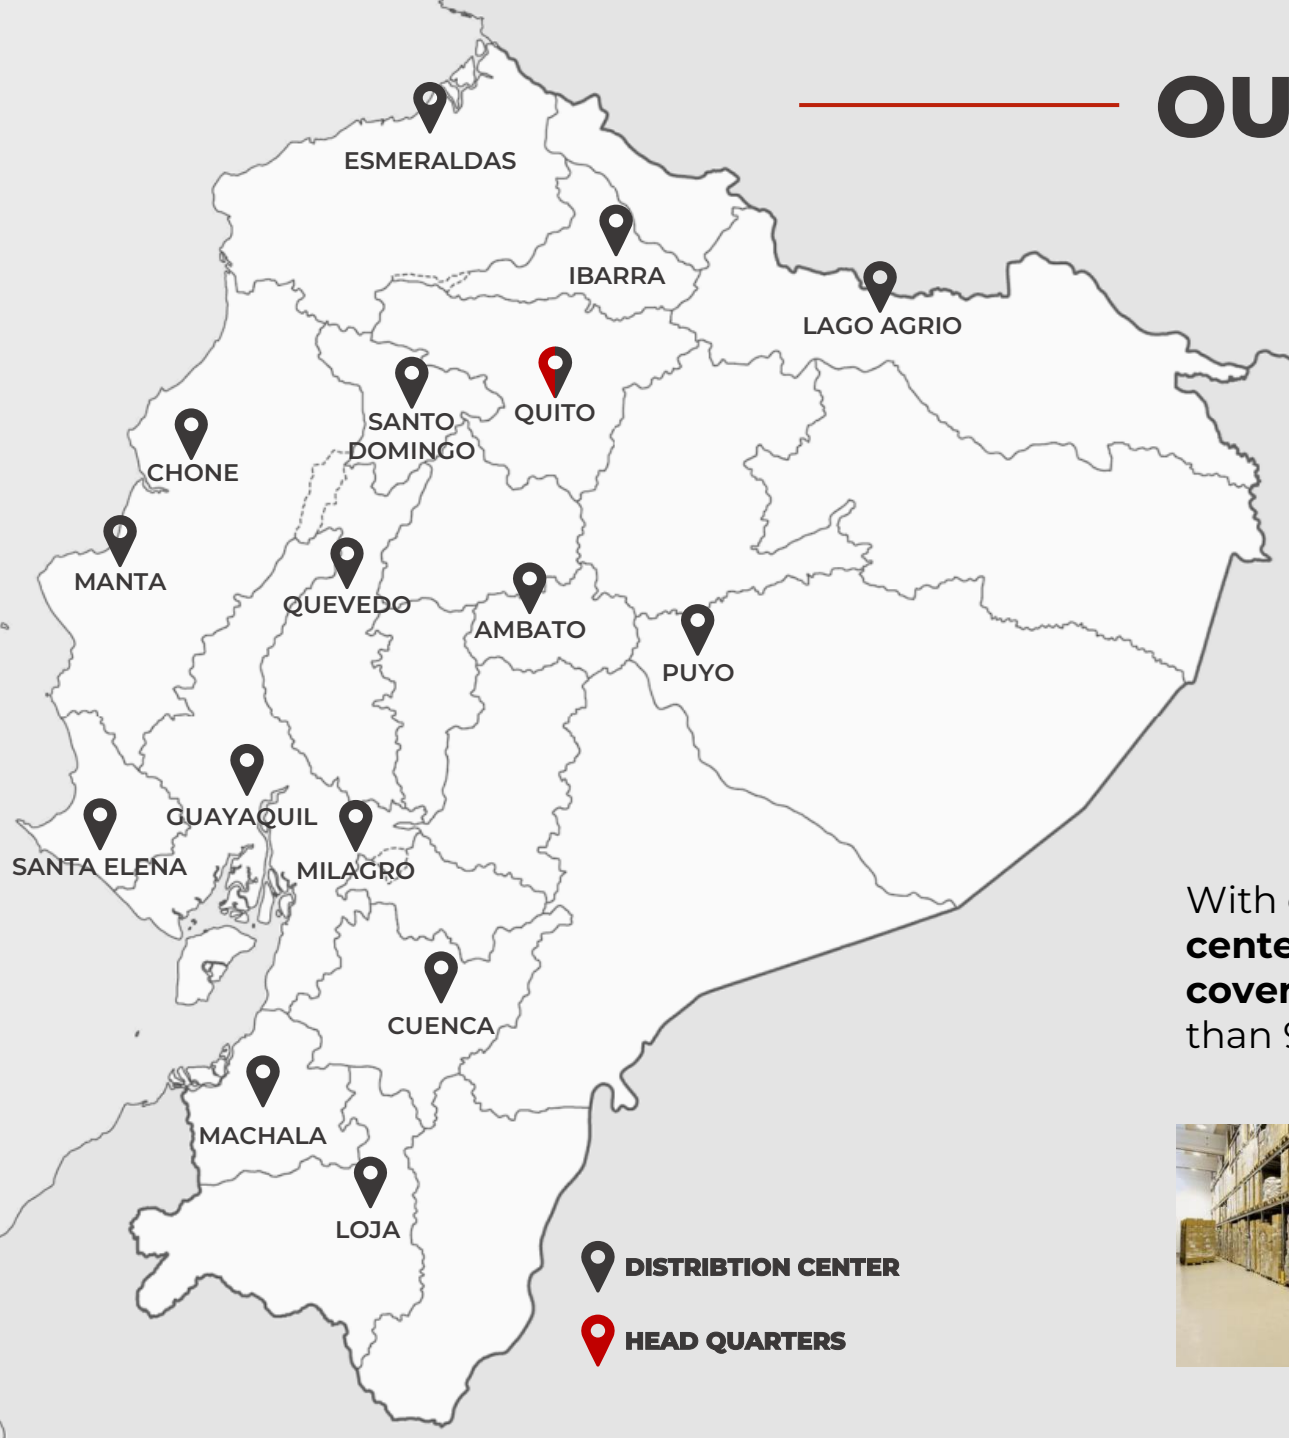 OU
ESMERALDAS
IBARRA
LAGO AGRIO
QUITO
SANTO
DOMINGO
CHONE
MANTA
QUEVEDO
AMBATO
PUYO
GUAYAQUIL
SANTA ELENA
MILAGRO
With
cente
cover
than 9
CUENCA
MACHALA
LOJA
DISTRIBTION CENTER
HEAD QUARTERS